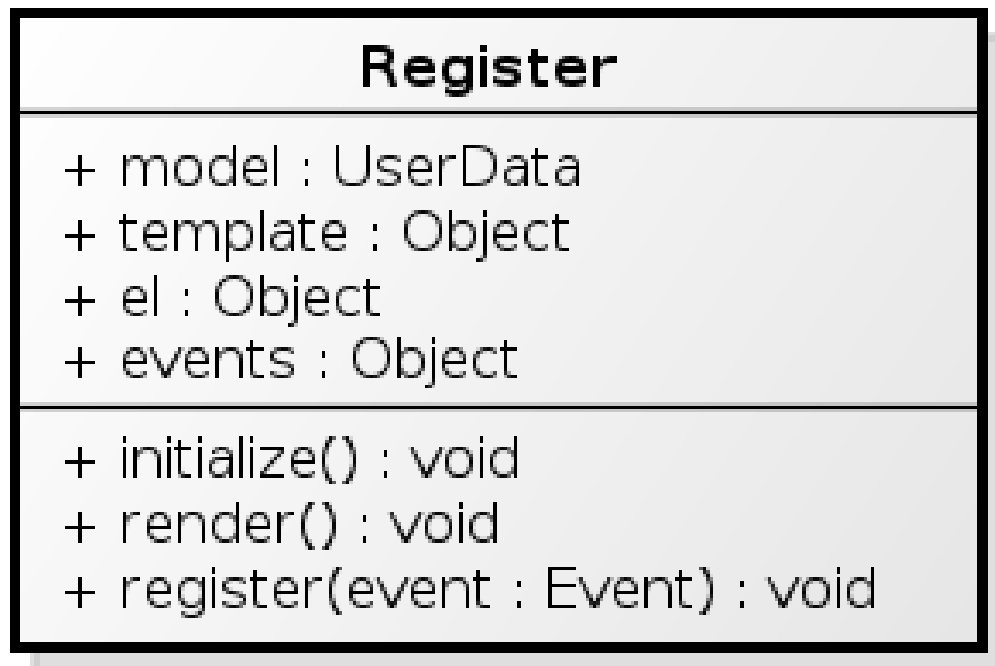 Register
+ model : UserData
+ template : Object
+ el : Object
+ events : Object
+ initialize() : void
+ render() : void
+ register(event : Event) : void